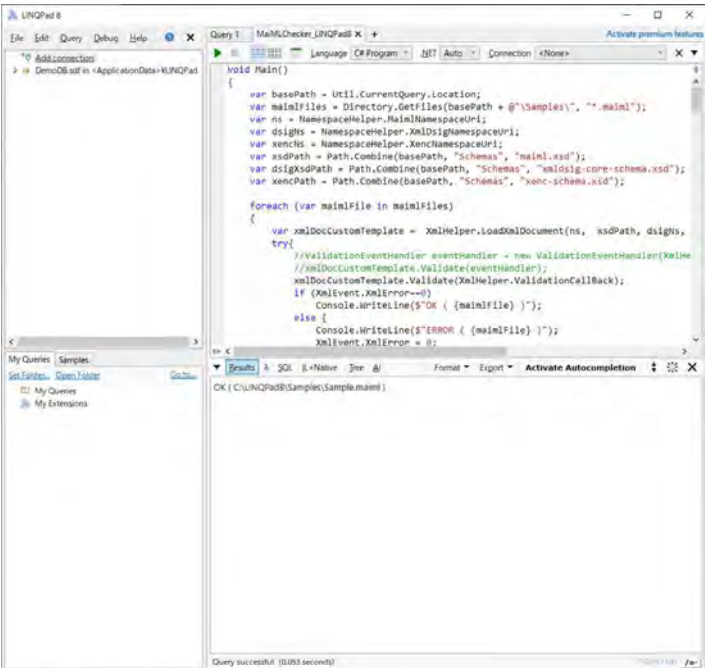 LINQPad 8
File Edit Query Debug Help
Add connection
DemoDB.sdf in <ApplicationData>¥LINQPad
My Queries Samples
Set Folder... Open Folder Go to...
My Queries
My Extensions
Query 1 MaiMLChecker_LINQPad8 × +
Activate premium features
Language C# Program .NET Auto Connection <None>
void Main()
{
var basePath = Util.CurrentQuery.Location;
var maimlFiles = Directory.GetFiles(basePath + @"\Samples\", "*.maiml");
var ns = NamespaceHelper.MaimlNamespaceUri;
var dsigNs = NamespaceHelper.XmlDsigNamespaceUri;
var xencNs = NamespaceHelper.XencNamespaceUri;
var xsdPath = Path.Combine(basePath, "Schemas", "maiml.xsd");
var dsigXsdPath = Path.Combine(basePath, "Schemas", "xmldsig-core-schema.xsd");
var xencPath = Path.Combine(basePath, "Schemas", "xenc-schema.xsd");
foreach (var maimlFile in maimlFiles)
{
var xmlDocCustomTemplate = XmlHelper.LoadXmlDocument(ns, xsdPath, dsigNs,
try{
//ValidationEventHandler eventHandler = new ValidationEventHandler(XmlHe
//xmlDocCustomTemplate.Validate(eventHandler);
xmlDocCustomTemplate.Validate(XmlHelper.ValidationCallBack);
if (XmlEvent.XmlError==0)
Console.WriteLine($"OK ( {maimlFile} )");
else {
Console.WriteLine($"ERROR ( {maimlFile} )");
XmlEvent.XmlError = 0;
Results λ SQL IL+Native Tree AI Format Export Activate Autocompletion
OK ( C:\LINQPad8\Samples\Sample.maiml )
Query successful (0.053 seconds)
/o-